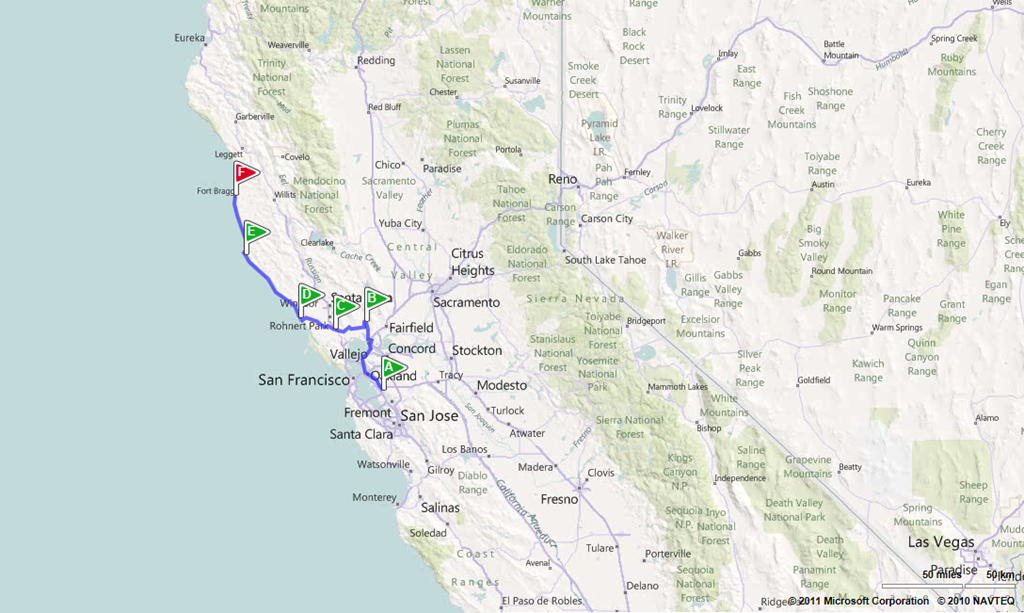 Warner
Mountains
Eureka
Weaverville
Trinity
National
Forest
Redding
Lassen
National
Forest
Chester
Susanville
Black
Rock
Desert
Smoke
Creek
Desert
Imlay
Battle
Mountain
East
Range
Humboldt
Wells
Spring Creek
Ruby
Mountains
Garberville
Mud
Red Bluff
Plumas
National
Forest
Portola
Pyramid
Lake
I.R.
Trinity
Range
Lovelock
Fish
Creek
Mountains
Shoshone
Range
Stillwater
Range
Cherry
Creek
Mountains
Leggett
Covelo
Eel
Chico
Paradise
Sacramento
Valley
Feather
Pah
Rah
Range
Fernley
Reno
Toiyabe
Range
Austin
Eureka
F
Fort Bragg
Willits
Mendocino
National
Forest
Tahoe
National
Forest
Carson
Range
Carson
Carson City
E
Yuba City
Clearlake
Cache Creek
Russian
Central
Valley
Citrus
Heights
Eldorado
National
Forest
South Lake Tahoe
Walker
River
I.R.
Gabbs
Big
Smoky
Valley
White
Pine
Range
Ely
Gillis
Range
Gabbs
Valley
Range
Round Mountain
Egan
Range
D
C
B
Rohnert Park
Sacramento
Sierra Nevada
Toiyabe
National
Forest
Bridgeport
Excelsior
Mountains
Monitor
Range
Pancake
Range
Grant
Range
Warm Springs
Quinn
Canyon
Range
Fairfield
Vallejo
Concord
Stockton
Stanislaus
National
Forest
Yosemite
National
Park
Silver
Peak
Range
Kawich
Range
A
San Francisco
Tracy
Modesto
Mammoth Lakes
Goldfield
White
Mountains
Fremont
San Jose
San Joaquin
Turlock
Atwater
Fresno
Sierra National
Forest
Bishop
Alamo
Santa Clara
Los Banos
Kings
Canyon
N.P.
Saline
Range
Grapevine
Mountains
Beatty
Watsonville
Gilroy
Diablo
Range
Madera
Clovis
Independence
Sheep
Range
Monterey
Salinas
California Aqueduct
Fresno
Sequoia
N.P.
Inyo
National
Forest
Death Valley
National Park
Spring
Mountains
Soledad
Tulare
Porterville
Death
Valley
Las Vegas
Coast
Ranges
Avenal
Sequoia
National
Forest
Panamint
Range
Paradise
Delano
El Paso de Robles
50 miles
50 km
© 2011 Microsoft Corporation © 2010 NAVTEQ